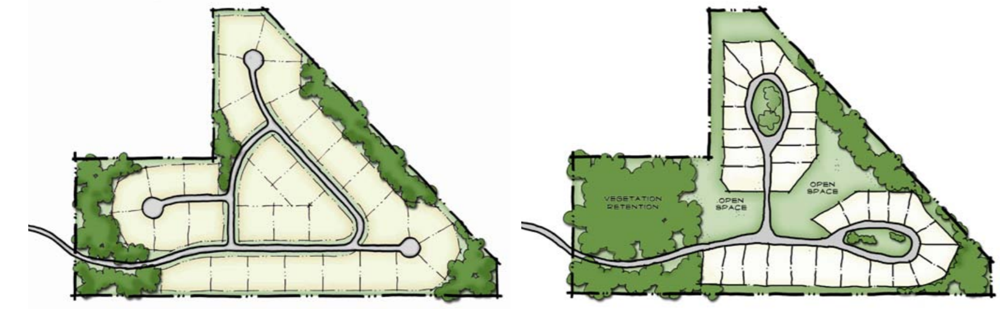 VEGETATION
RETENTION
OPEN
SPACE
OPEN
SPACE